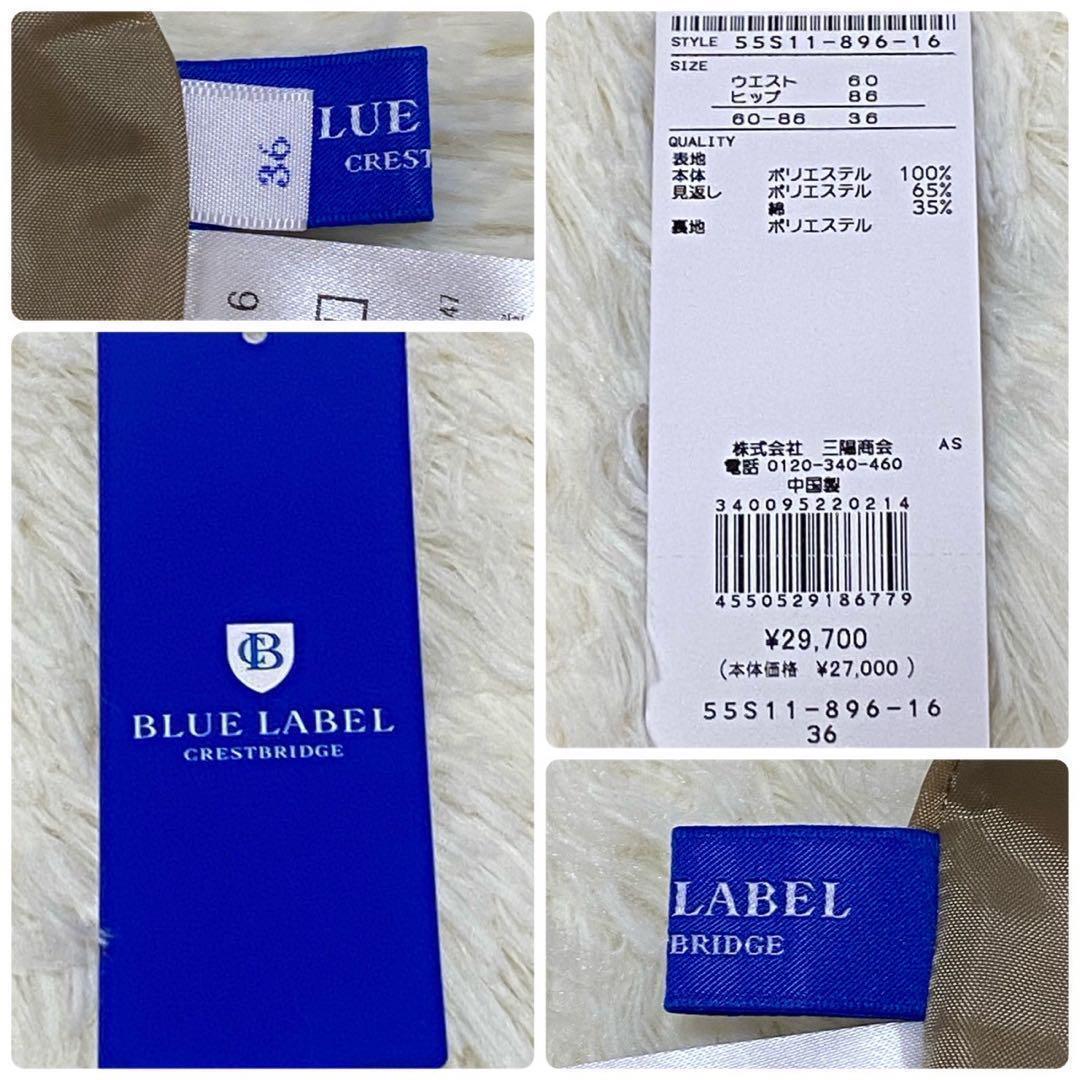 36
LUE
CREST
6
47
BLUE LABEL
CRESTBRIDGE
STYLE 55S11-896-16
SIZE
ウエスト 60
ヒップ 86
60-86 36
QUALITY
表地
本体 ポリエステル 100%
見返し ポリエステル 65%
綿 35%
裏地 ポリエステル
株式会社 三陽商会 AS
電話 0120-340-460
中国製
340095220214
4550529186779
¥29,700
(本体価格 ¥27,000 )
55S11-896-16
36
LABEL
BRIDGE